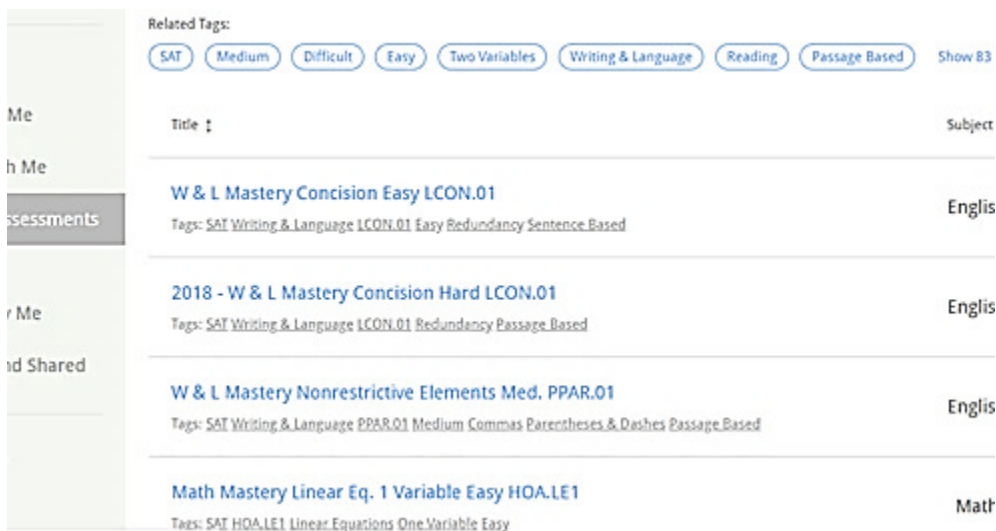 Related Tags:
SAT Medium Difficult Easy Two Variables Writing & Language Reading Passage Based Show 83
Me
Title Subject
h Me
W & L Mastery Concision Easy LCON.01
Englis
ssessments
Tags: SAT Writing & Language LCON.01 Easy Redundancy Sentence Based
2018 - W & L Mastery Concision Hard LCON.01
Englis
y Me
Tags: SAT Writing & Language LCON.01 Redundancy Passage Based
nd Shared
W & L Mastery Nonrestrictive Elements Med. PPAR.01
Englis
Tags: SAT Writing & Language PPAR.01 Medium Commas Parentheses & Dashes Passage Based
Math Mastery Linear Eq. 1 Variable Easy HOA.LE1
Math
Tags: SAT HOA.LE1 Linear Equations One Variable Easy